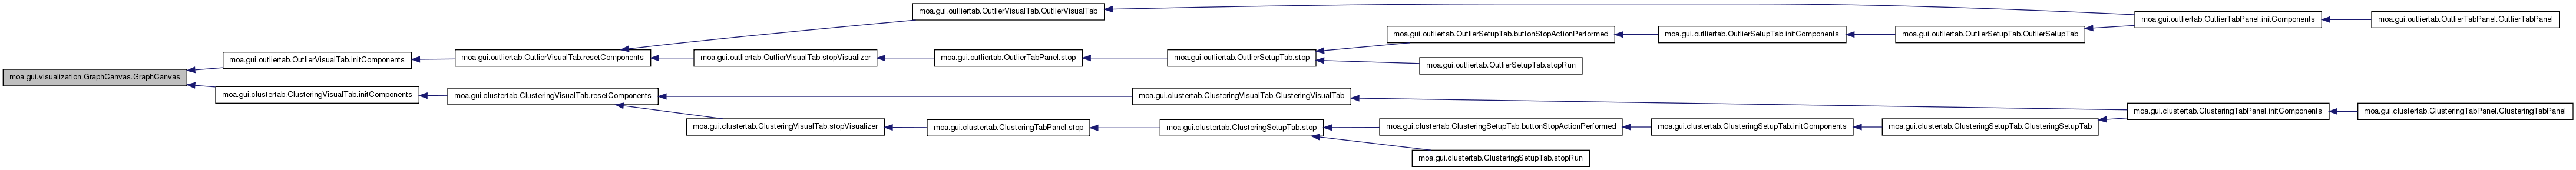 moa.gui.visualization.GraphCanvas.GraphCanvas
moa.gui.outliertab.OutlierVisualTab.initComponents
moa.gui.outliertab.OutlierVisualTab.resetComponents
moa.gui.outliertab.OutlierVisualTab.OutlierVisualTab
moa.gui.outliertab.OutlierTabPanel.initComponents
moa.gui.outliertab.OutlierTabPanel.OutlierTabPanel
moa.gui.outliertab.OutlierVisualTab.stopVisualizer
moa.gui.outliertab.OutlierTabPanel.stop
moa.gui.outliertab.OutlierSetupTab.stop
moa.gui.outliertab.OutlierSetupTab.buttonStopActionPerformed
moa.gui.outliertab.OutlierSetupTab.initComponents
moa.gui.outliertab.OutlierSetupTab.OutlierSetupTab
moa.gui.outliertab.OutlierSetupTab.stopRun
moa.gui.clustertab.ClusteringVisualTab.initComponents
moa.gui.clustertab.ClusteringVisualTab.resetComponents
moa.gui.clustertab.ClusteringVisualTab.ClusteringVisualTab
moa.gui.clustertab.ClusteringTabPanel.initComponents
moa.gui.clustertab.ClusteringTabPanel.ClusteringTabPanel
moa.gui.clustertab.ClusteringVisualTab.stopVisualizer
moa.gui.clustertab.ClusteringTabPanel.stop
moa.gui.clustertab.ClusteringSetupTab.stop
moa.gui.clustertab.ClusteringSetupTab.buttonStopActionPerformed
moa.gui.clustertab.ClusteringSetupTab.initComponents
moa.gui.clustertab.ClusteringSetupTab.ClusteringSetupTab
moa.gui.clustertab.ClusteringSetupTab.stopRun